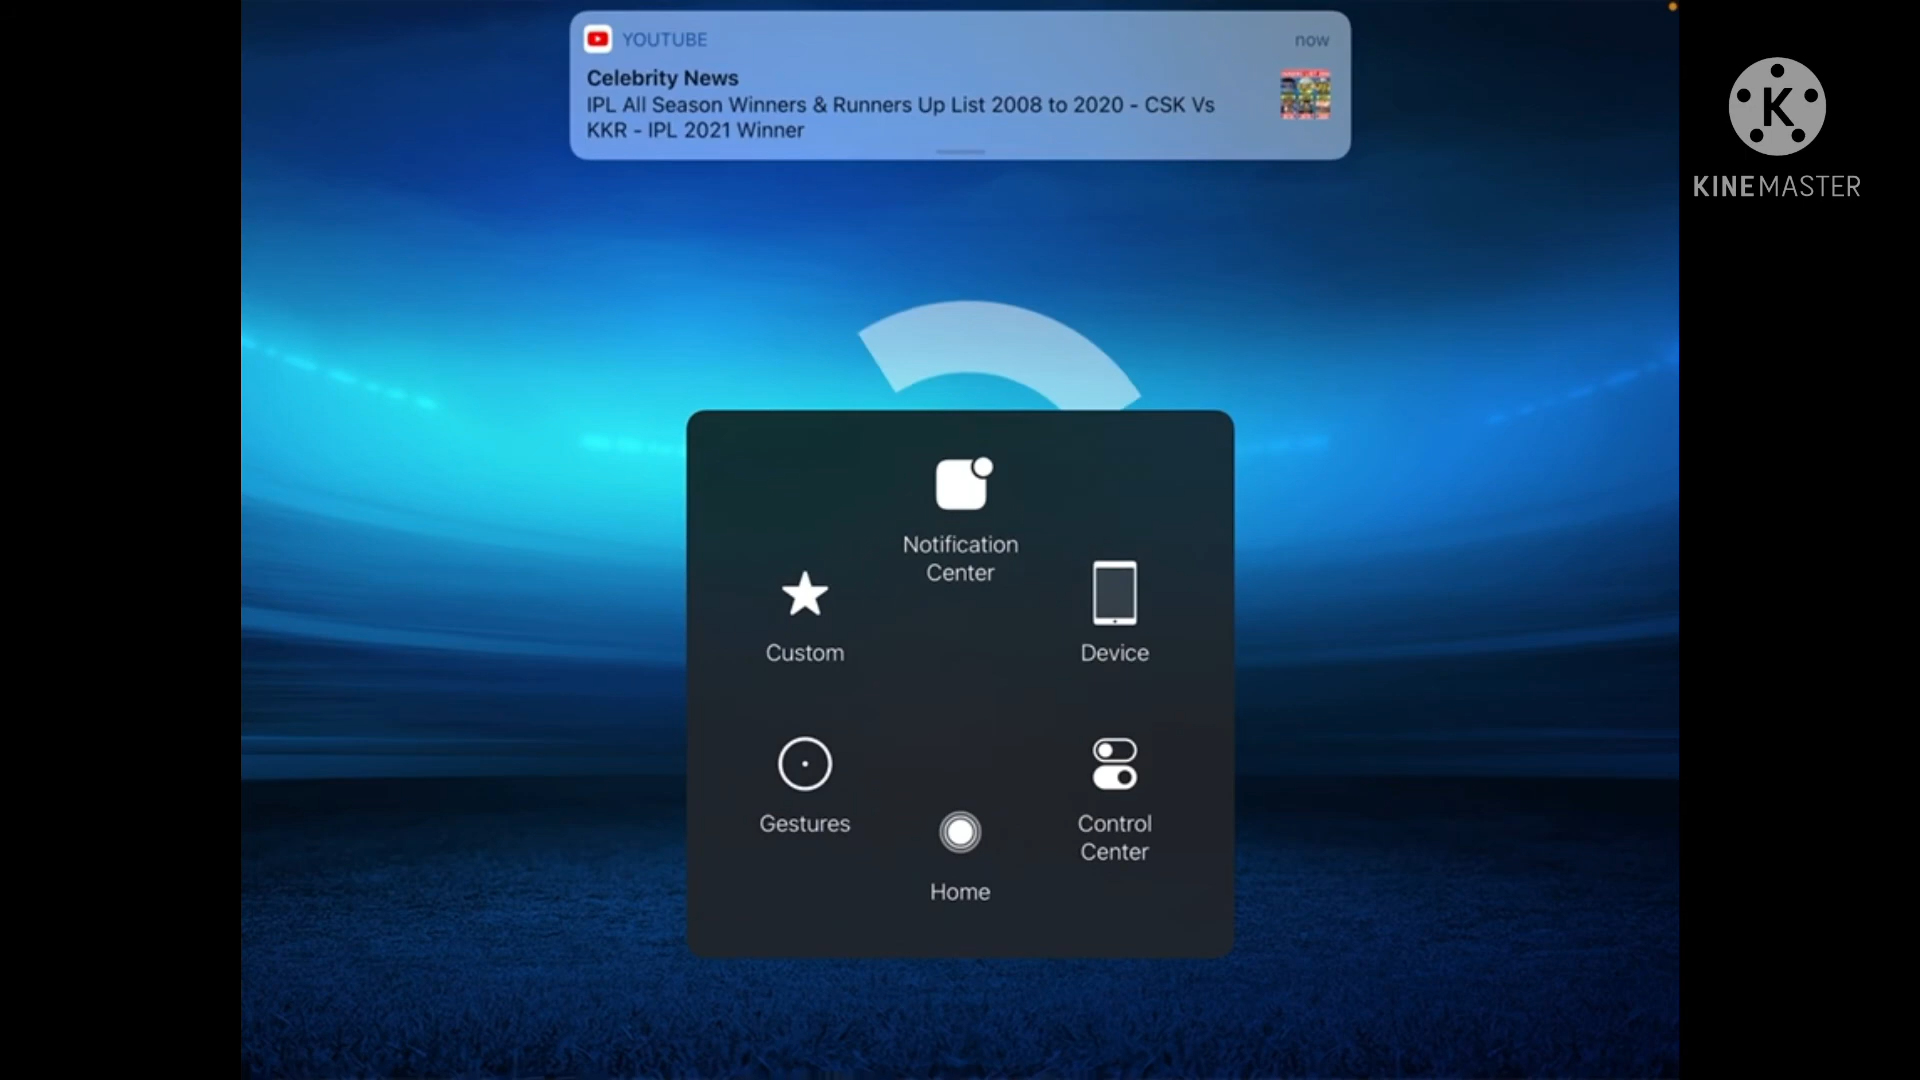 YOUTUBE
now
Celebrity News
IPL All Season Winners & Runners Up List 2008 to 2020 - CSK Vs
KKR - IPL 2021 Winner
K
KINEMASTER
Notification
Center
Custom
Device
Gestures
Control
Center
Home